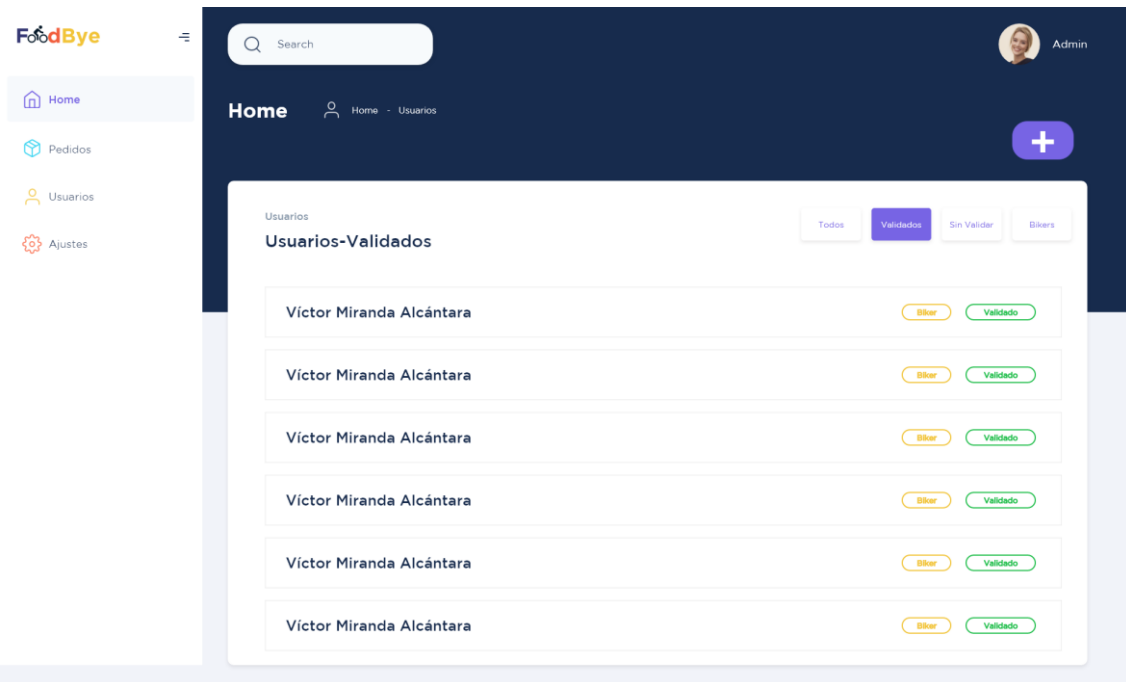 FoodBye
Search
Admin
Home
Home
Home - Usuarios
Pedidos
Usuarios
Ajustes
Usuarios
Usuarios-Validados
Todos
Validados
Sin Validar
Bikers
Víctor Miranda Alcántara
Biker
Validado
Víctor Miranda Alcántara
Biker
Validado
Víctor Miranda Alcántara
Biker
Validado
Víctor Miranda Alcántara
Biker
Validado
Víctor Miranda Alcántara
Biker
Validado
Víctor Miranda Alcántara
Biker
Validado